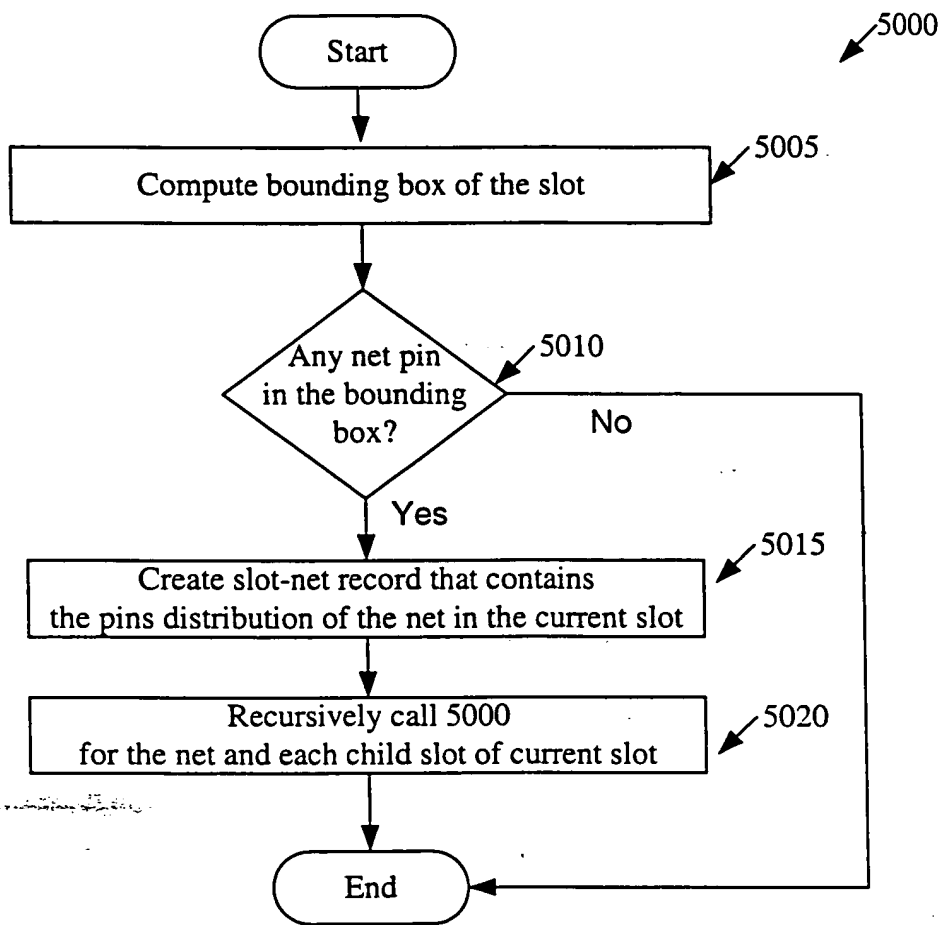 5000
Start
5005
Compute bounding box of the slot
5010
Any net pin
in the bounding
box?
No
Yes
5015
Create slot-net record that contains
the pins distribution of the net in the current slot
5020
Recursively call 5000
for the net and each child slot of current slot
End